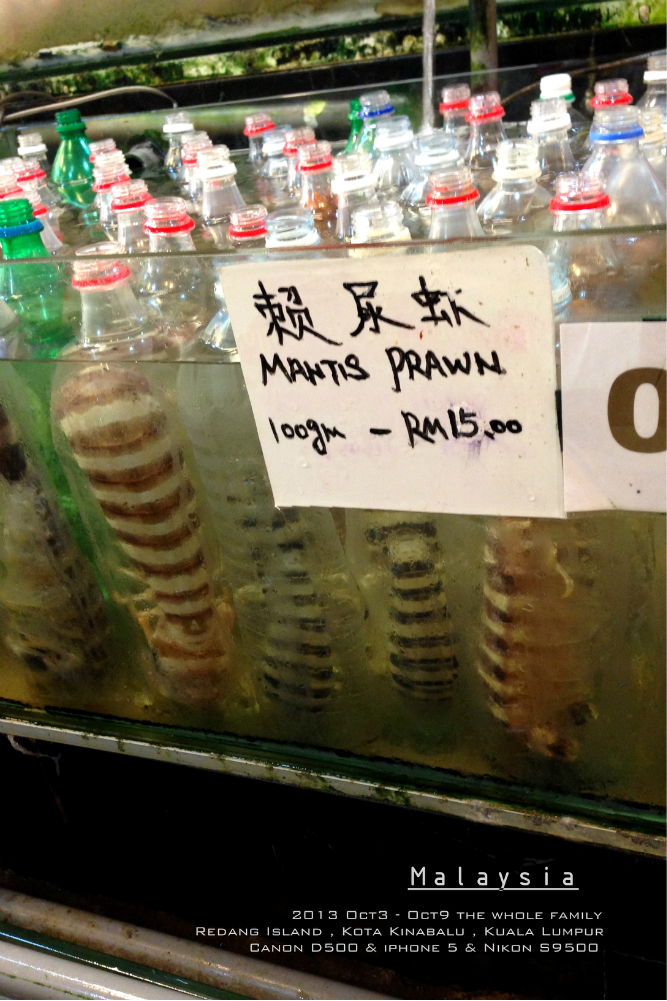 賴尿虾
MANTIS PRAWN
100gm - RM15.00
Malaysia
2013 Oct3 - Oct9 the whole family
Redang Island , Kota Kinabalu , Kuala Lumpur
Canon D500 & iphone 5 & Nikon S9500